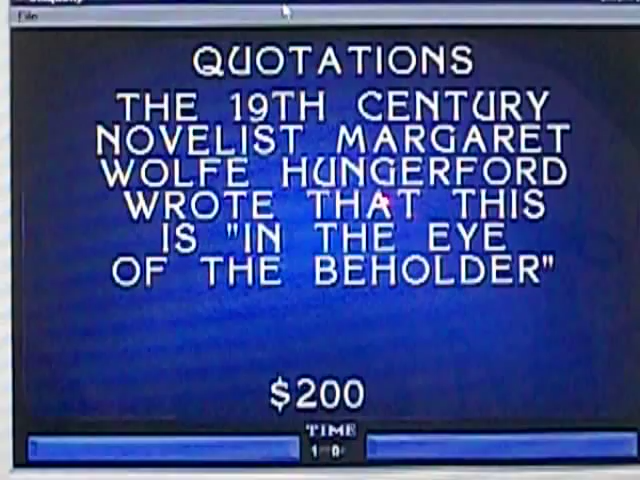 File
QUOTATIONS
THE 19TH CENTURY
NOVELIST MARGARET
WOLFE HUNGERFORD
WROTE THAT THIS
IS "IN THE EYE
OF THE BEHOLDER"
$200
TIME